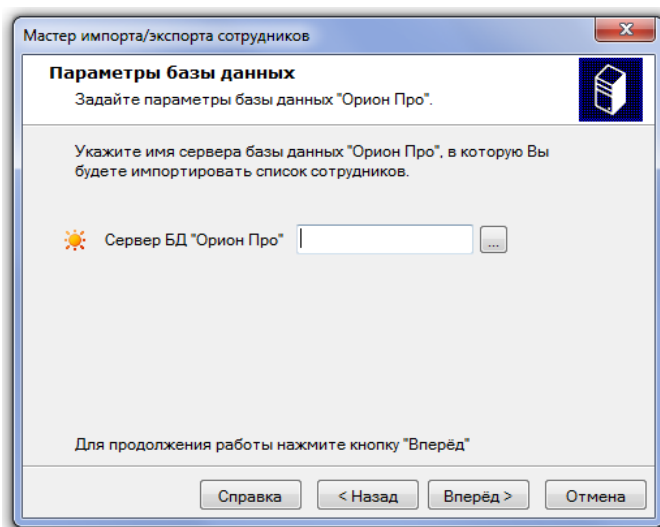 Мастер импорта/экспорта сотрудников
Параметры базы данных
Задайте параметры базы данных "Орион Про".
Укажите имя сервера базы данных "Орион Про", в которую Вы
будете импортировать список сотрудников.
Сервер БД "Орион Про"
...
Для продолжения работы нажмите кнопку "Вперёд"
Справка
< Назад
Вперёд >
Отмена